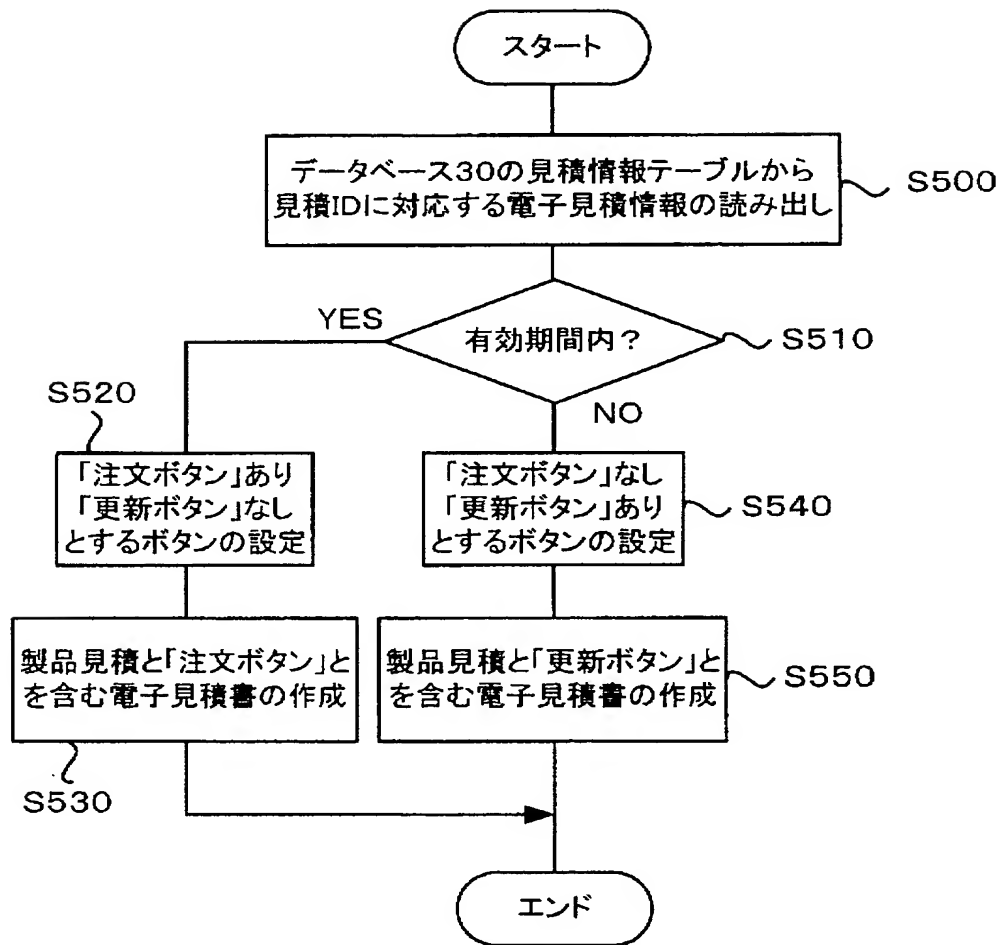 スタート
データベース30の見積情報テーブルから
見積IDに対応する電子見積情報の読み出し
S500
有効期間内?
S510
YES
NO
S520
「注文ボタン」あり
「更新ボタン」なし
とするボタンの設定
「注文ボタン」なし
「更新ボタン」あり
とするボタンの設定
S540
製品見積と「注文ボタン」と
を含む電子見積書の作成
S530
製品見積と「更新ボタン」と
を含む電子見積書の作成
S550
エンド